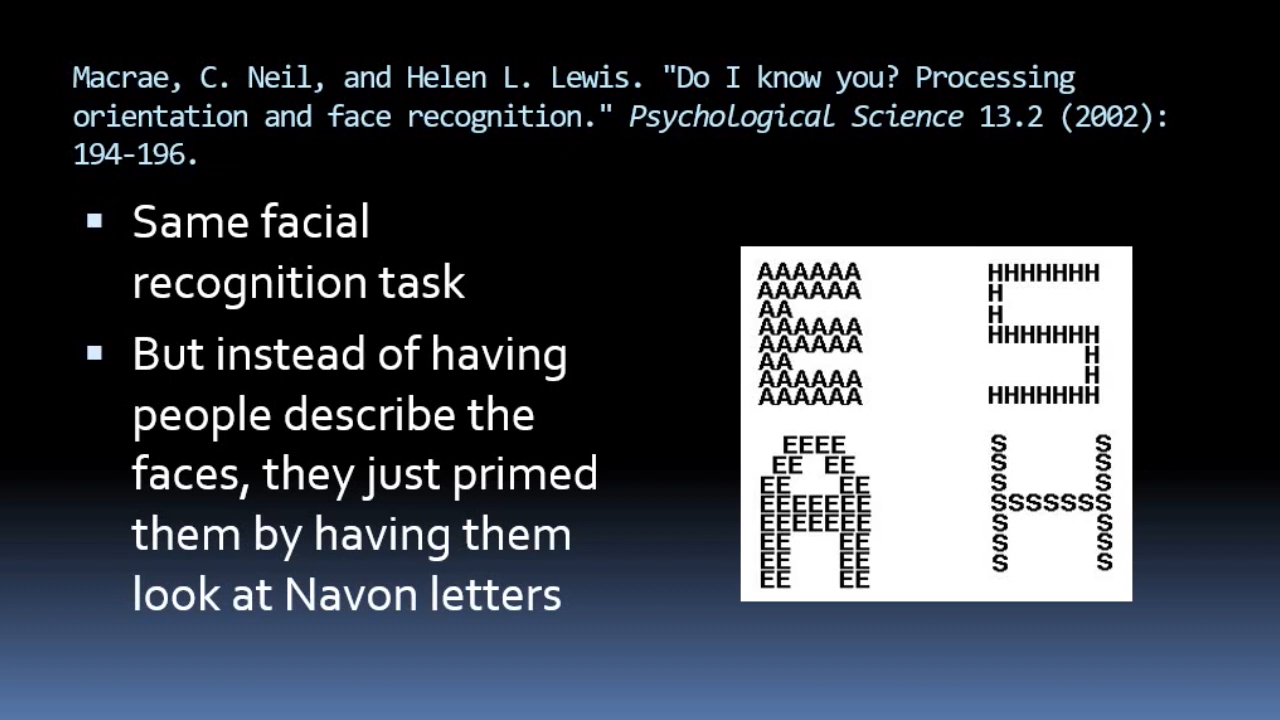 Macrae, C. Neil, and Helen L. Lewis. "Do I know you? Processing
orientation and face recognition." Psychological Science 13.2 (2002):
194-196.
▪ Same facial
recognition task
▪ But instead of having
people describe the
faces, they just primed
them by having them
look at Navon letters
AAAAAA
AAAAAA
AA
AAAAAA
AAAAAA
AA
AAAAAA
AAAAAA
HHHHHHH
H
H
HHHHHHH
H
H
HHHHHHH
EEEE
EE EE
EE EE
EEEEEEE
EEEEEEE
EE EE
EE EE
EE EE
S S
S S
S S
SSSSSSS
S S
S S
S S